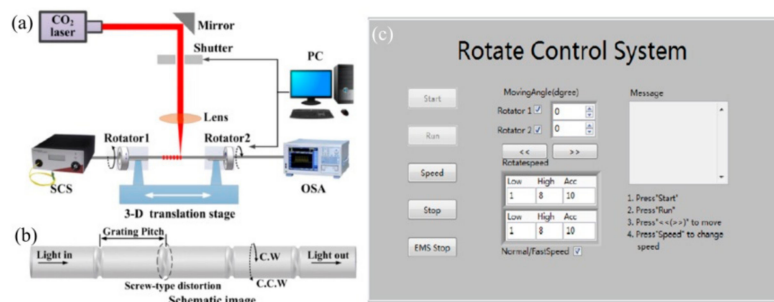 (a)
CO₂
laser
Mirror
Shutter
PC
Lens
Rotator1
Rotator2
SCS
OSA
3-D translation stage
(b)
Grating Pitch
Light in
C.W
Light out
C.C.W
Screw-type distortion
Schematic image
(c)
Rotate Control System
Start
Run
Speed
Stop
EMS Stop
MovingAngle(dgree)
Rotator 1 0
Rotator 2 0
<< >>
Rotatespeed
Low High Acc
1 8 10
Low High Acc
1 8 10
Normal/FastSpeed
Message
1. Press"Start"
2. Press"Run"
3. Press"<<(>>)" to move
4. Press"Speed" to change
speed